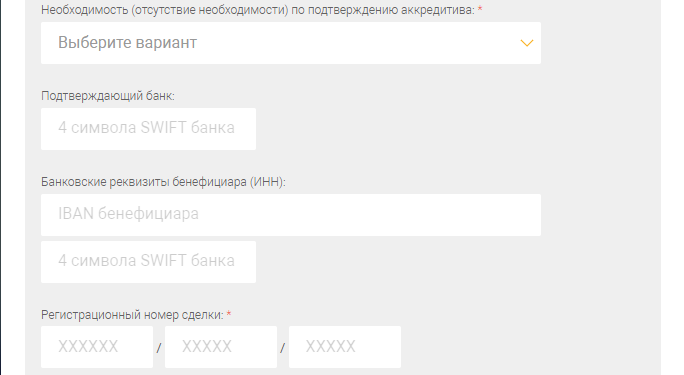 Необходимость (отсутствие необходимости) по подтверждению аккредитива: *
Выберите вариант
Подтверждающий банк:
4 символа SWIFT банка
Банковские реквизиты бенефициара (ИНН):
IBAN бенефициара
4 символа SWIFT банка
Регистрационный номер сделки: *
XXXXXX / XXXXX / XXXXX